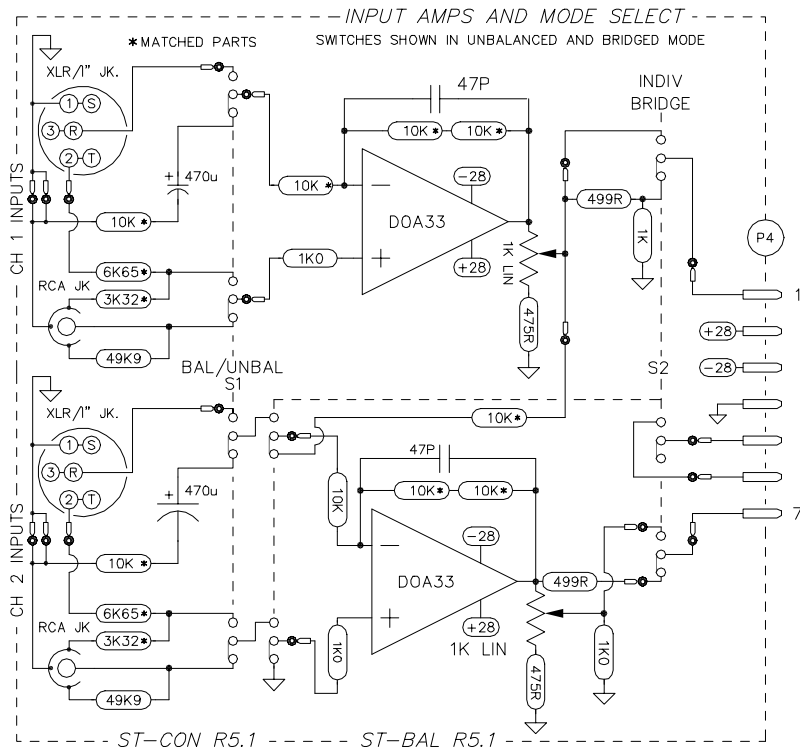 INPUT AMPS AND MODE SELECT
*MATCHED PARTS
SWITCHES SHOWN IN UNBALANCED AND BRIDGED MODE
XLR/1" JK.
1 S
3 R
2 T
CH 1 INPUTS
470u
+
10K *
6K65*
RCA JK
3K32*
49K9
10K *
1K0
47P
10K * 10K *
−
+
DOA33
−28
+28
1K LIN
475R
INDIV
BRIDGE
499R
1K
P4
1
+28
−28
7
BAL/UNBAL
S1
S2
XLR/1" JK.
1 S
3 R
2 T
CH 2 INPUTS
470u
+
10K *
6K65*
RCA JK
3K32*
49K9
10K*
10K
1K0
47P
10K* 10K*
−
+
DOA33
−28
+28
1K LIN
475R
499R
1K0
ST-CON R5.1
ST-BAL R5.1